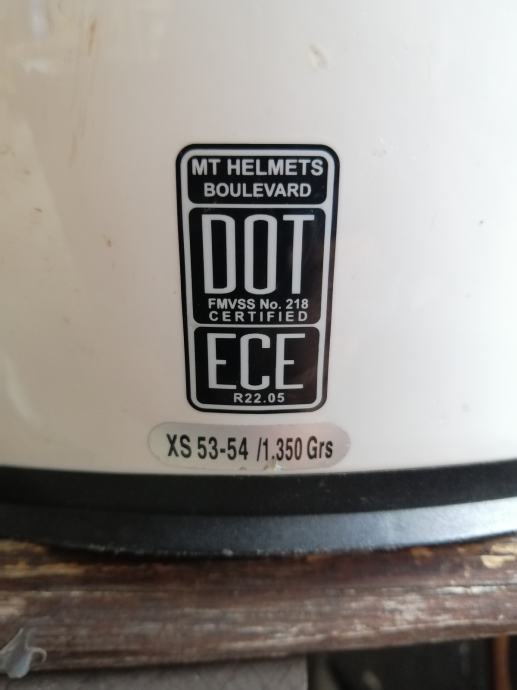 MT HELMETS
BOULEVARD
DOT
FMVSS No. 218
CERTIFIED
ECE
R22.05
XS 53-54 /1.350 Grs